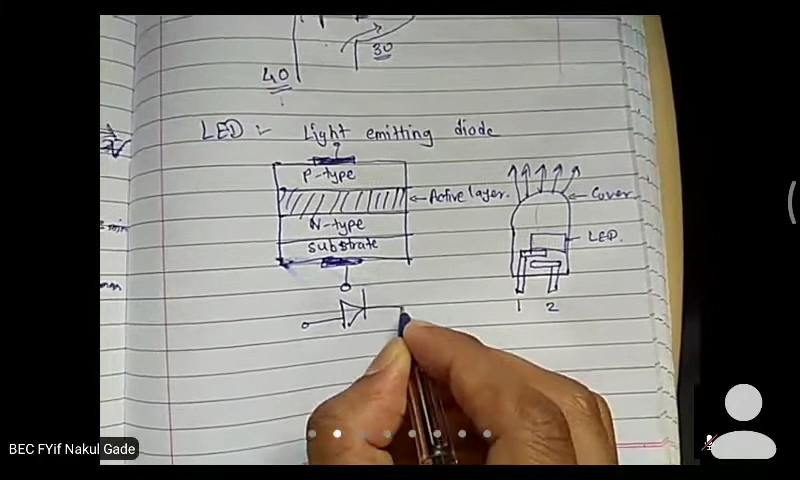 30
40
LED :- Light emitting diode
P-type
Active layer.
N-type
substrate
Cover
LED.
1 2
BEC FYif Nakul Gade